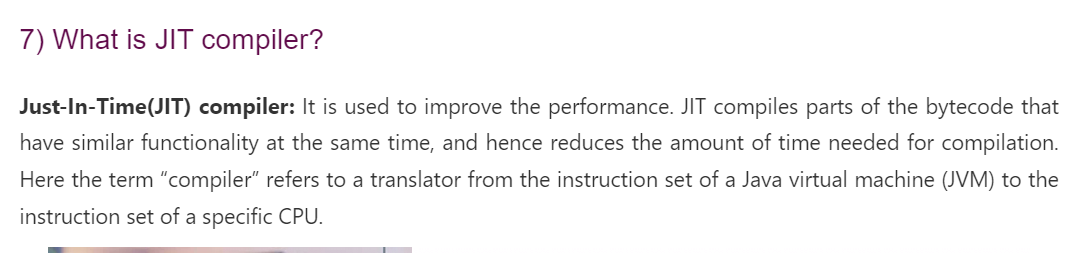 7) What is JIT compiler?
Just-In-Time(JIT) compiler: It is used to improve the performance. JIT compiles parts of the bytecode that
have similar functionality at the same time, and hence reduces the amount of time needed for compilation.
Here the term “compiler” refers to a translator from the instruction set of a Java virtual machine (JVM) to the
instruction set of a specific CPU.